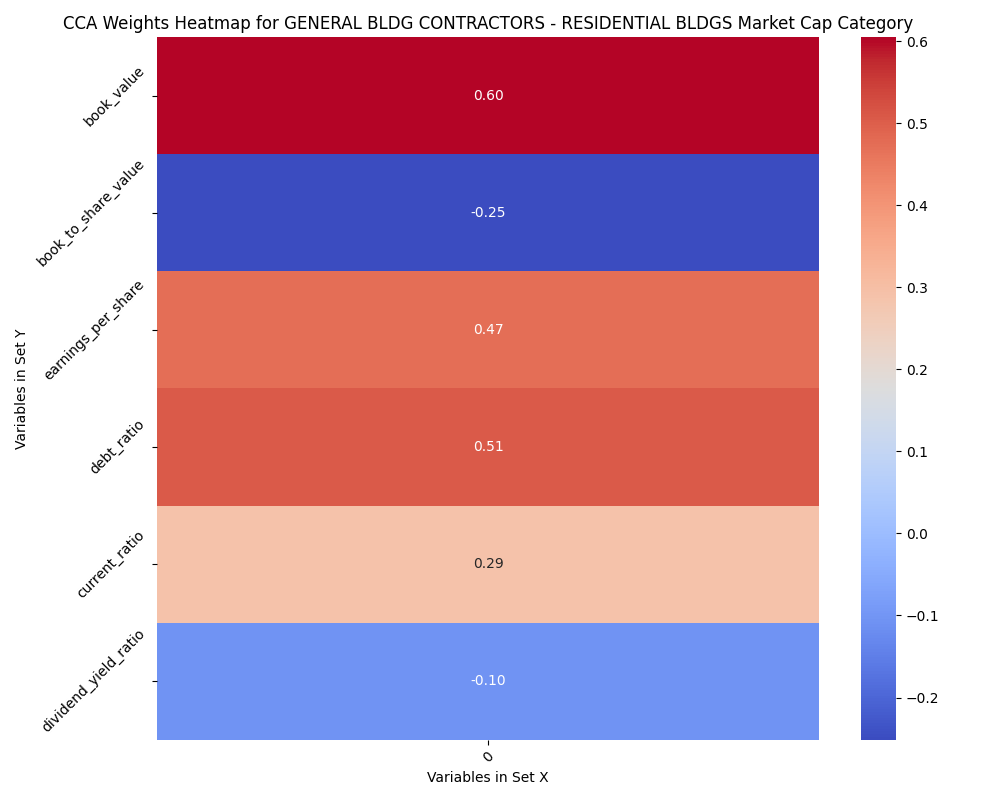 CCA Weights Heatmap for GENERAL BLDG CONTRACTORS - RESIDENTIAL BLDGS Market Cap Category
Variables in Set Y
book_value
0.60
book_to_share_value
-0.25
earnings_per_share
0.47
debt_ratio
0.51
current_ratio
0.29
dividend_yield_ratio
-0.10
0
Variables in Set X
0.6
0.5
0.4
0.3
0.2
0.1
0.0
−0.1
−0.2